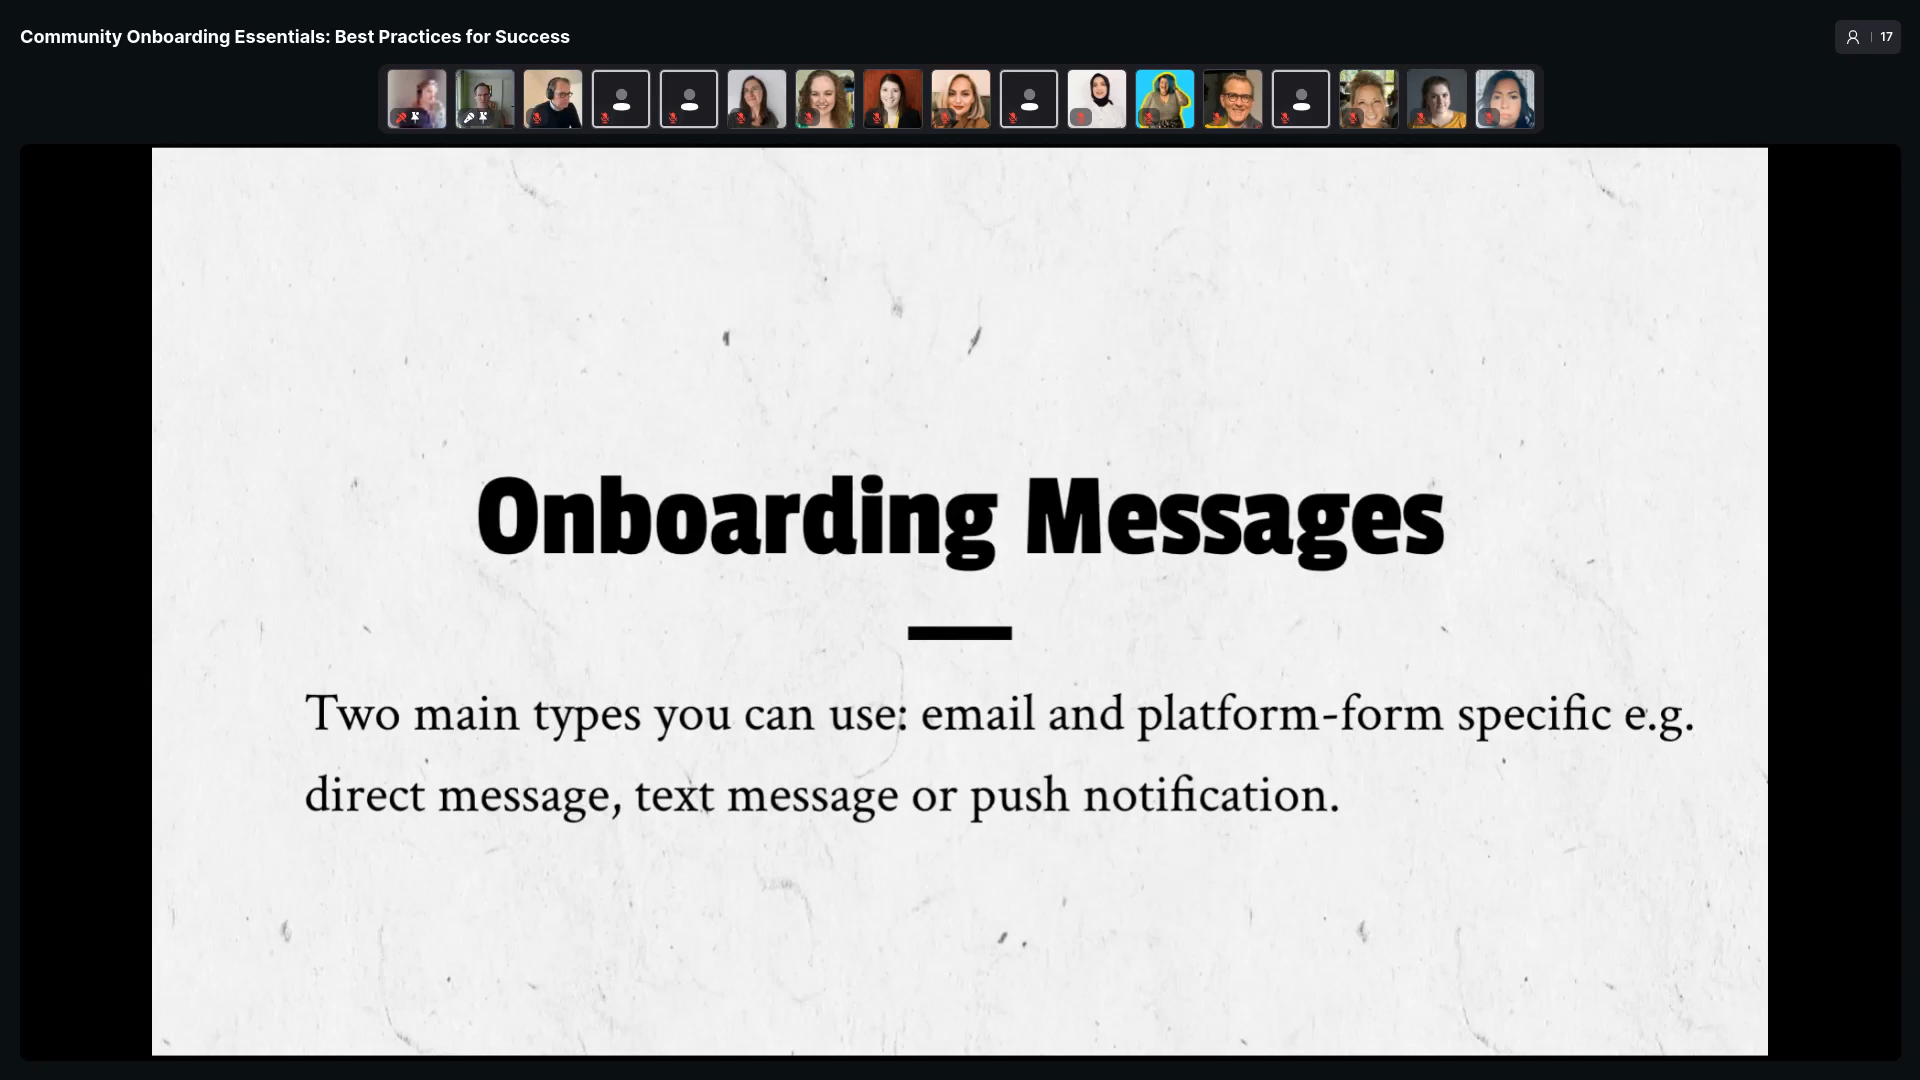 Community Onboarding Essentials: Best Practices for Success
17
Onboarding Messages
Two main types you can use: email and platform-form specific e.g.
direct message, text message or push notification.